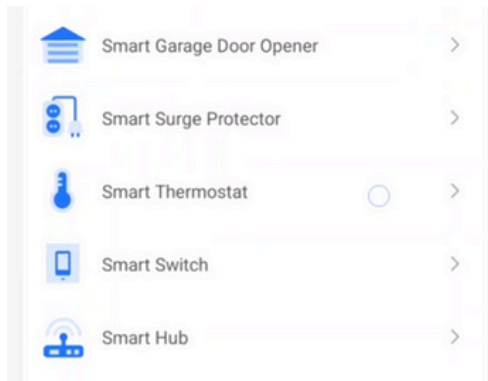 Smart Garage Door Opener
Smart Surge Protector
Smart Thermostat
Smart Switch
Smart Hub